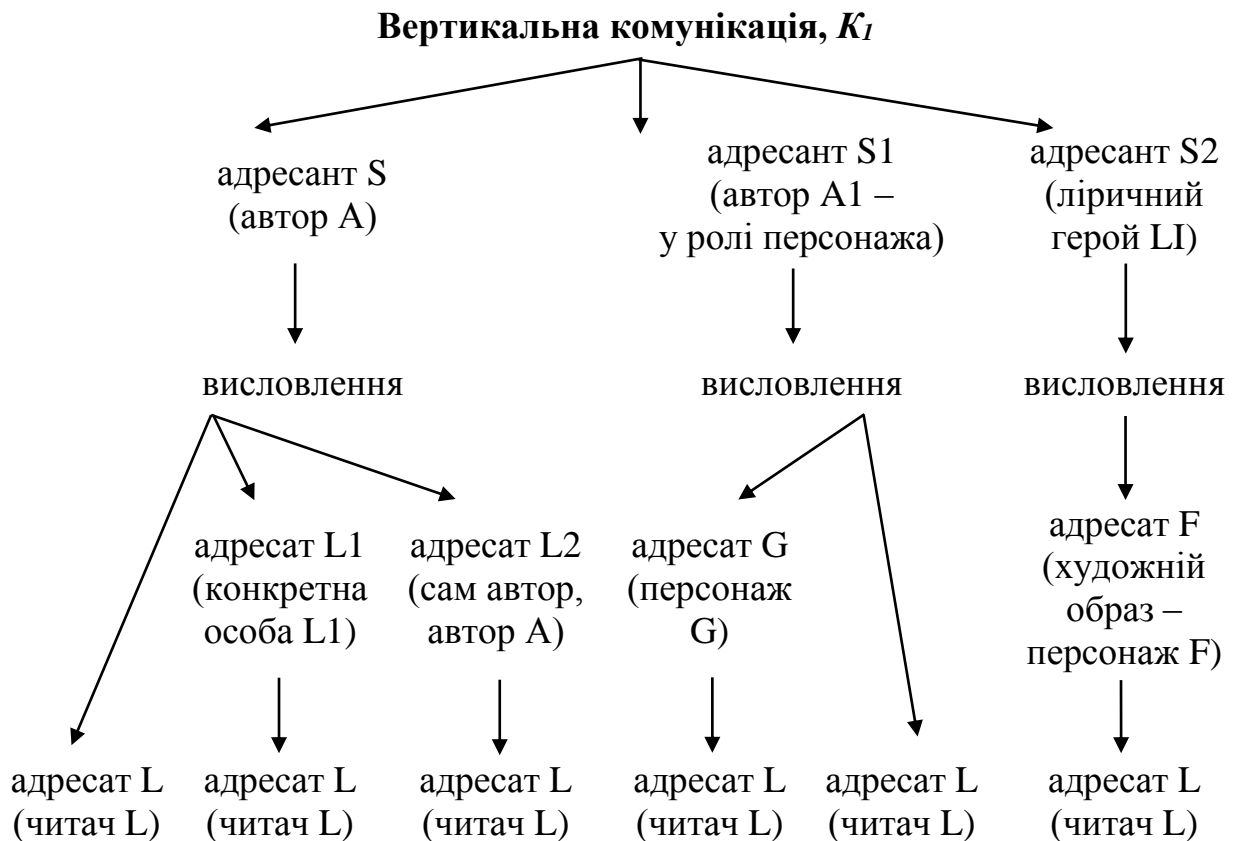 Вертикальна комунікація, К1
адресант S
(автор А)
адресант S1
(автор А1 –
у ролі персонажа)
адресант S2
(ліричний
герой LI)
висловлення
висловлення
висловлення
адресат L1
(конкретна
особа L1)
адресат L2
(сам автор,
автор А)
адресат G
(персонаж
G)
адресат F
(художній
образ –
персонаж F)
адресат L
(читач L)
адресат L
(читач L)
адресат L
(читач L)
адресат L
(читач L)
адресат L
(читач L)
адресат L
(читач L)